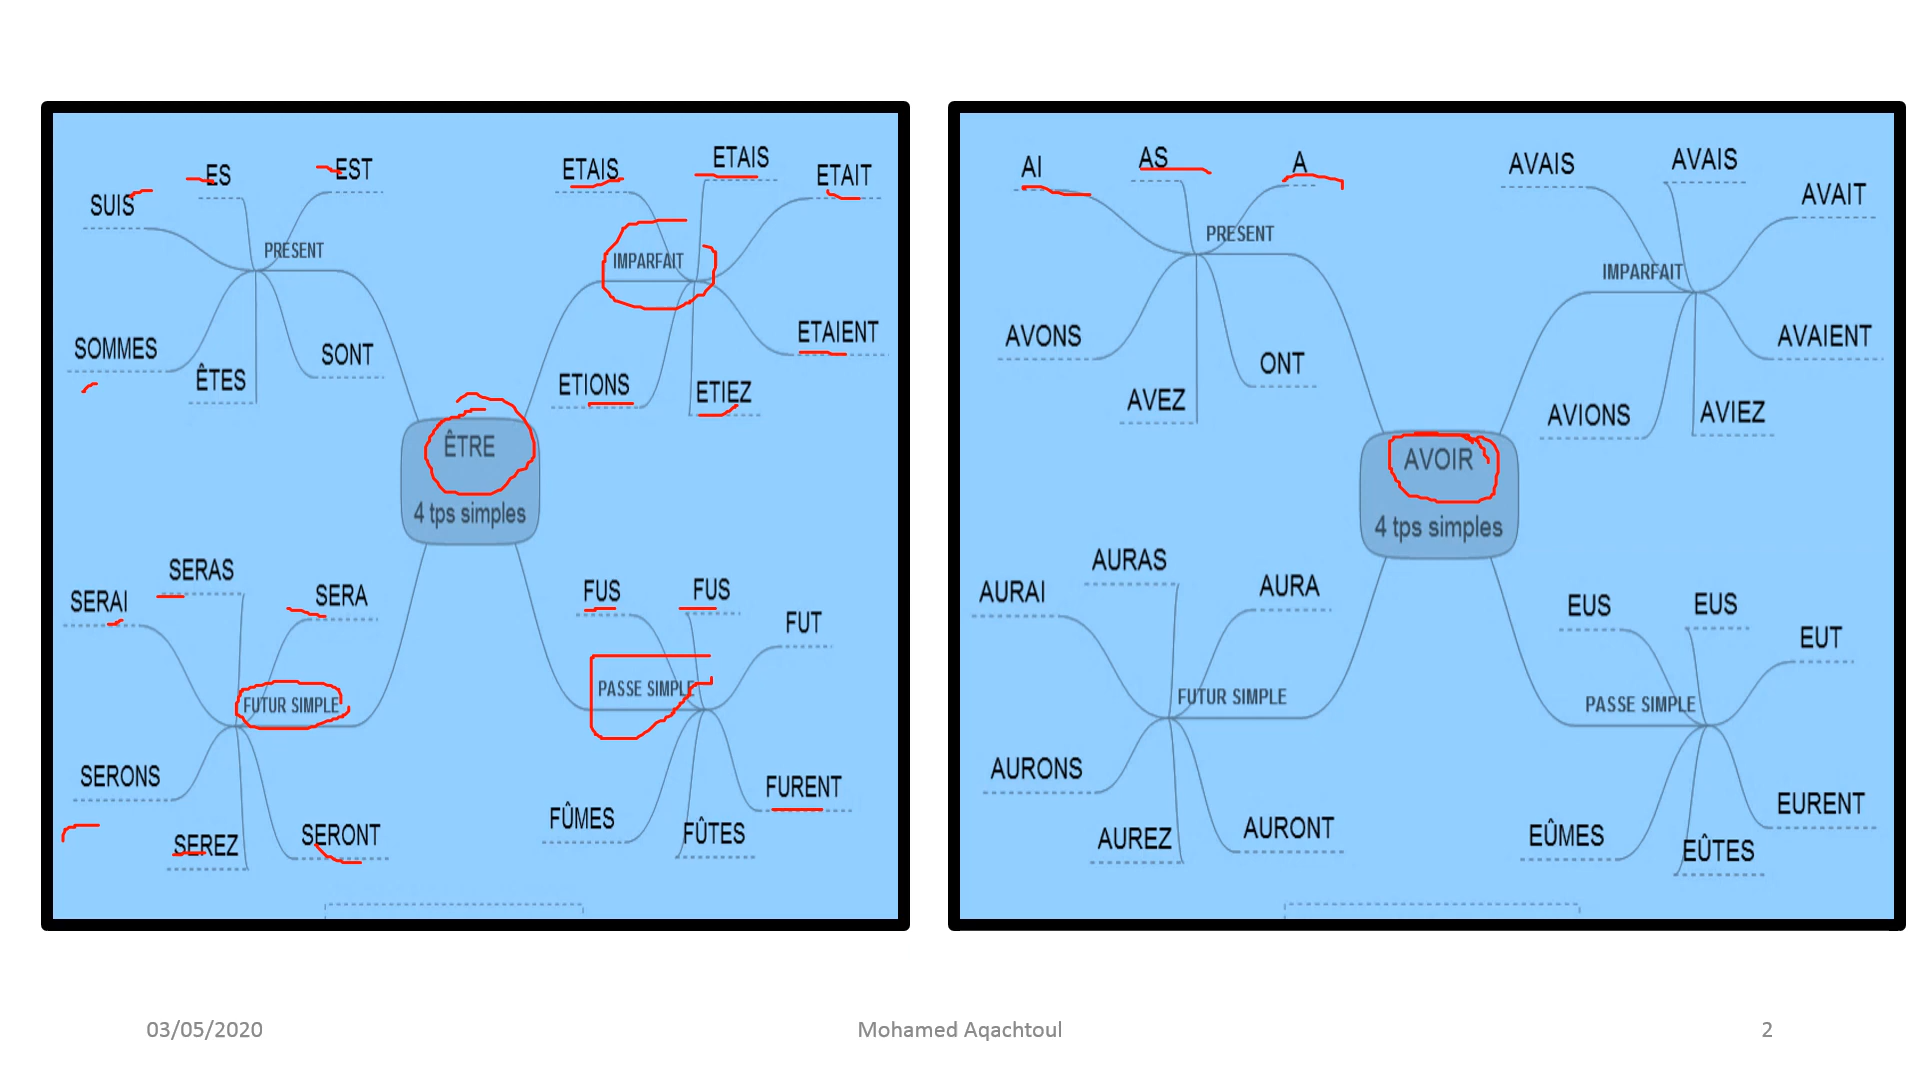 SUIS
ES
EST
PRESENT
SOMMES
ÊTES
SONT
ETAIS
ETAIS
ETAIT
IMPARFAIT
ETAIENT
ETIONS
ETIEZ
ÊTRE
4 tps simples
SERAI
SERAS
SERA
FUTUR SIMPLE
SERONS
SEREZ
SERONT
FUS
FUS
FUT
PASSE SIMPLE
FURENT
FÛMES
FÛTES
AI
AS
A
PRESENT
AVONS
AVEZ
ONT
AVAIS
AVAIS
AVAIT
IMPARFAIT
AVAIENT
AVIONS
AVIEZ
AVOIR
4 tps simples
AURAI
AURAS
AURA
FUTUR SIMPLE
AURONS
AUREZ
AURONT
EUS
EUS
EUT
PASSE SIMPLE
EURENT
EÛMES
EÛTES
03/05/2020
Mohamed Aqachtoul
2